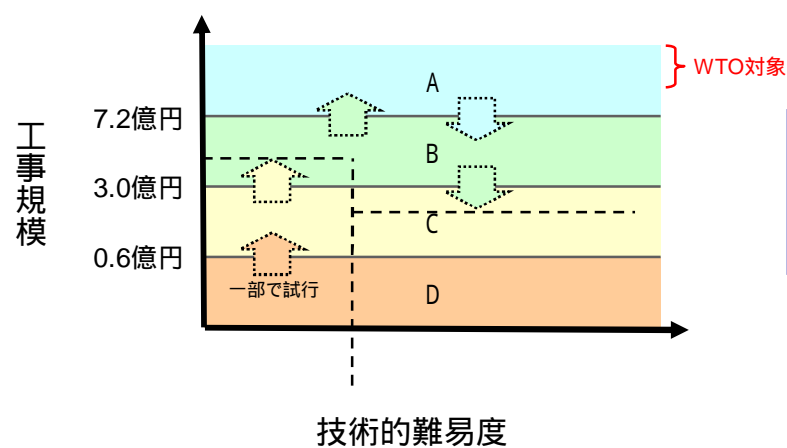 A
WTO対象
7.2億円
B
3.0億円
C
0.6億円
一部で試行
D
工事規模
技術的難易度